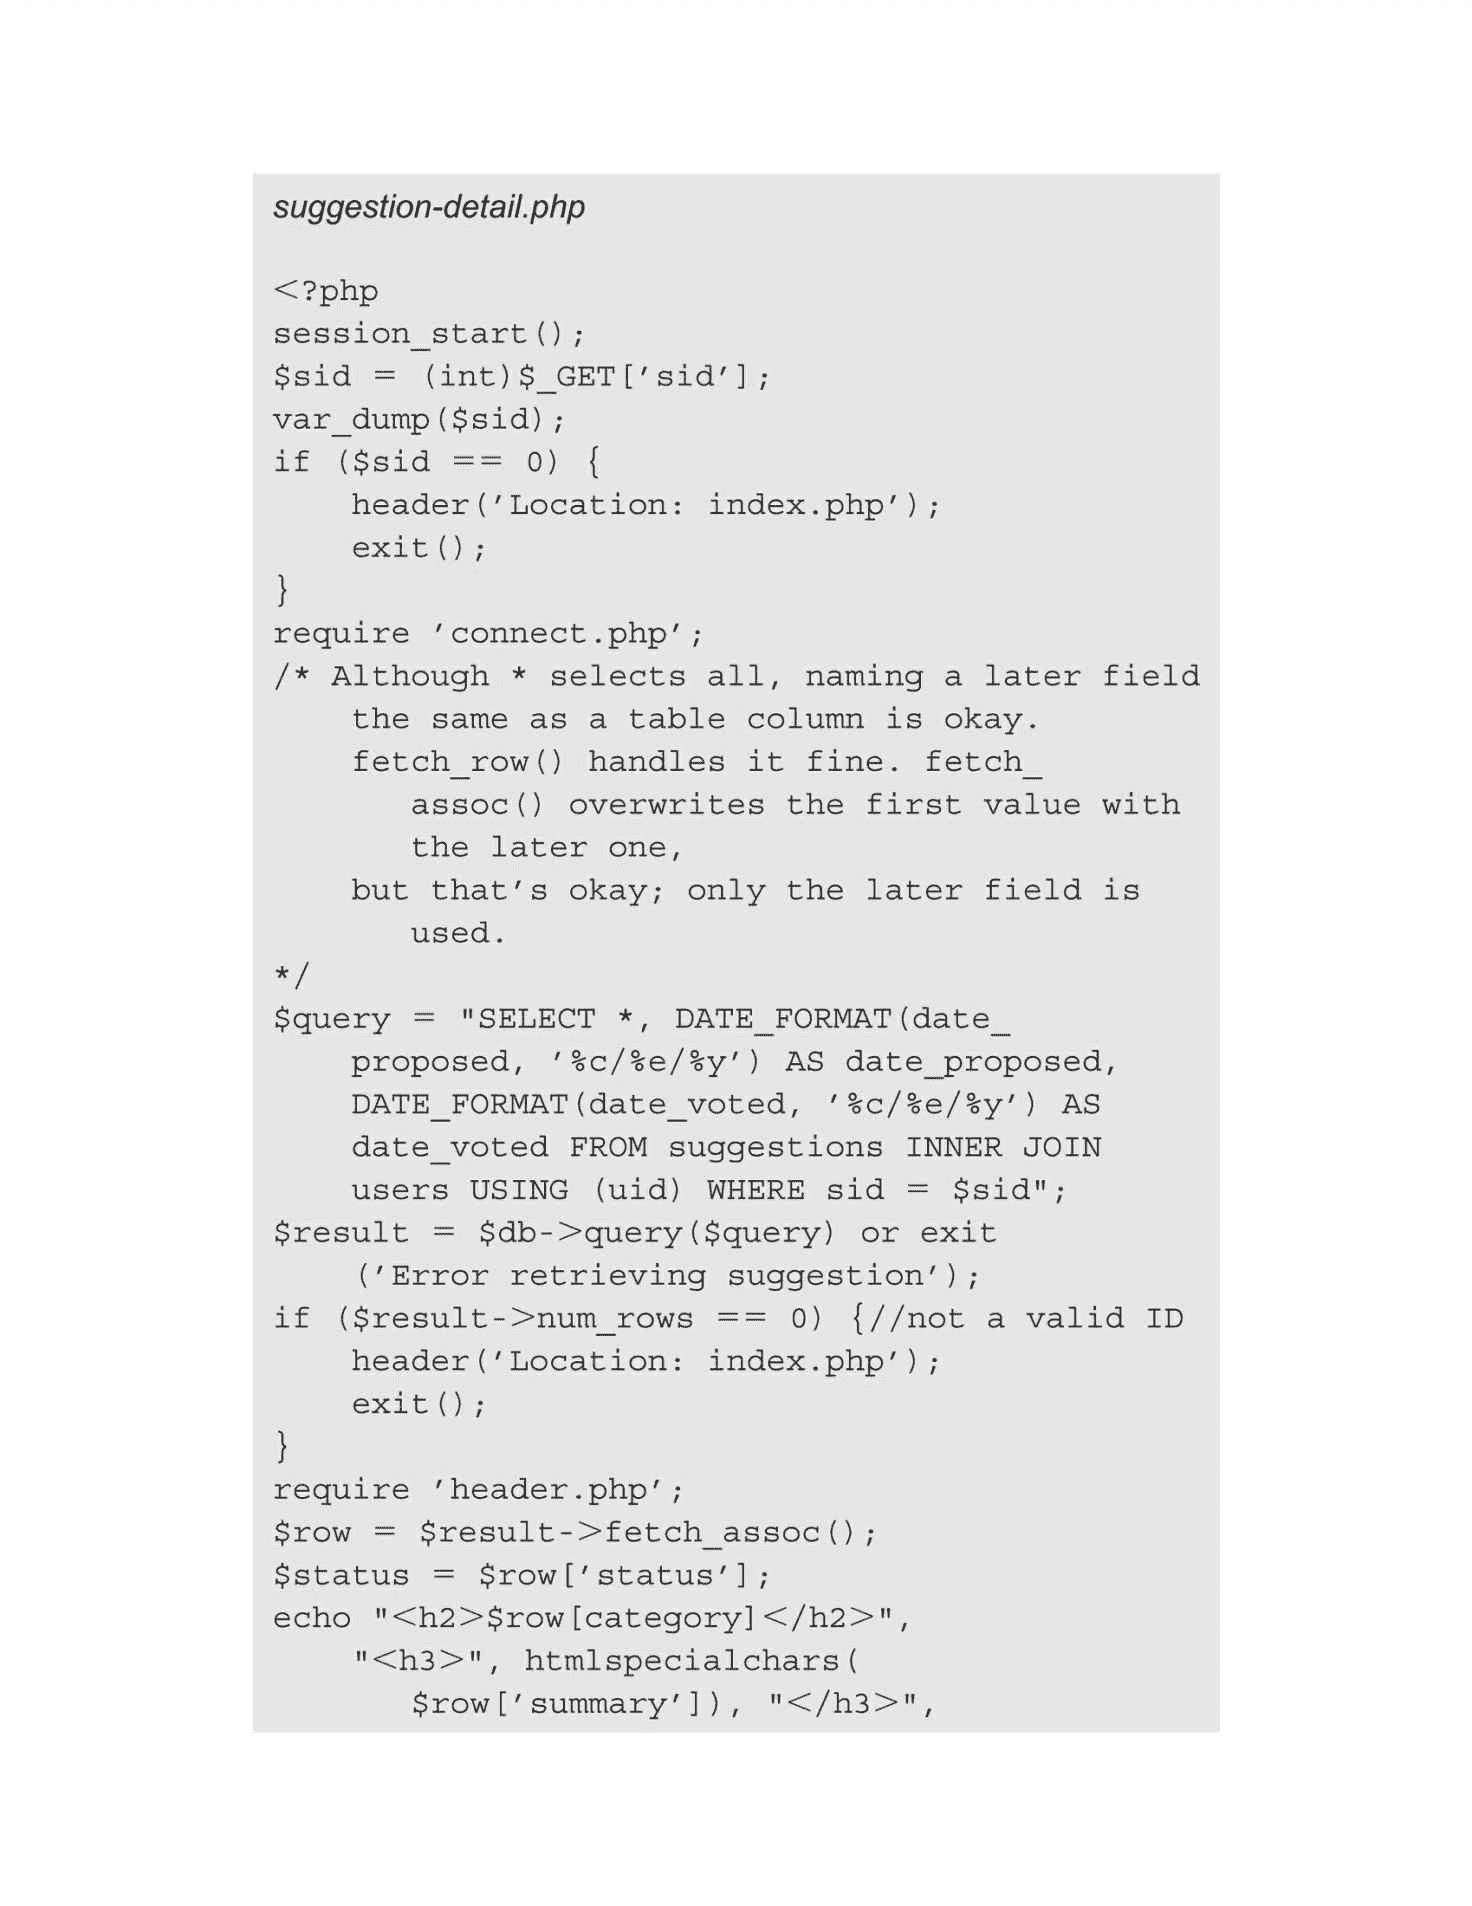 suggestion-detail.php
<?php
session_start();
$sid = (int)$_GET['sid'];
var_dump($sid);
if ($sid == 0) {
    header('Location: index.php');
    exit();
}
require 'connect.php';
/* Although * selects all, naming a later field
    the same as a table column is okay.
    fetch_row() handles it fine. fetch_
       assoc() overwrites the first value with
       the later one,
    but that's okay; only the later field is
       used.
*/
$query = "SELECT *, DATE_FORMAT(date_
    proposed, '%c/%e/%y') AS date_proposed,
    DATE_FORMAT(date_voted, '%c/%e/%y') AS
    date_voted FROM suggestions INNER JOIN
    users USING (uid) WHERE sid = $sid";
$result = $db->query($query) or exit
    ('Error retrieving suggestion');
if ($result->num_rows == 0) {//not a valid ID
    header('Location: index.php');
    exit();
}
require 'header.php';
$row = $result->fetch_assoc();
$status = $row['status'];
echo "<h2>$row[category]</h2>",
    "<h3>", htmlspecialchars(
       $row['summary']), "</h3>",